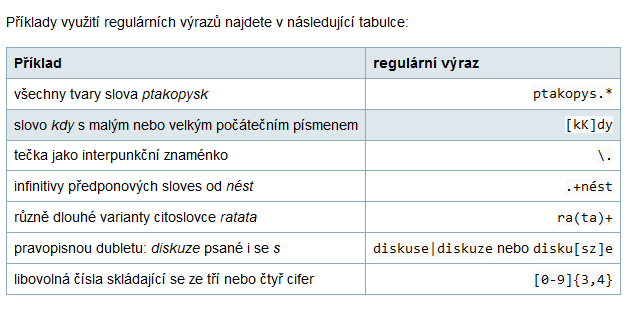 Příklady využití regulárních výrazů najdete v následující tabulce:
Příklad regulární výraz
všechny tvary slova ptakopysk ptakopys.*
slovo kdy s malým nebo velkým počátečním písmenem [kK]dy
tečka jako interpunkční znaménko \.
infinitivy předponových sloves od nést .+nést
různě dlouhé varianty citoslovce ratata ra(ta)+
pravopisnou dubletu: diskuze psané i se s diskuse|diskuze nebo disku[sz]e
libovolná čísla skládající se ze tří nebo čtyř cifer [0-9]{3,4}